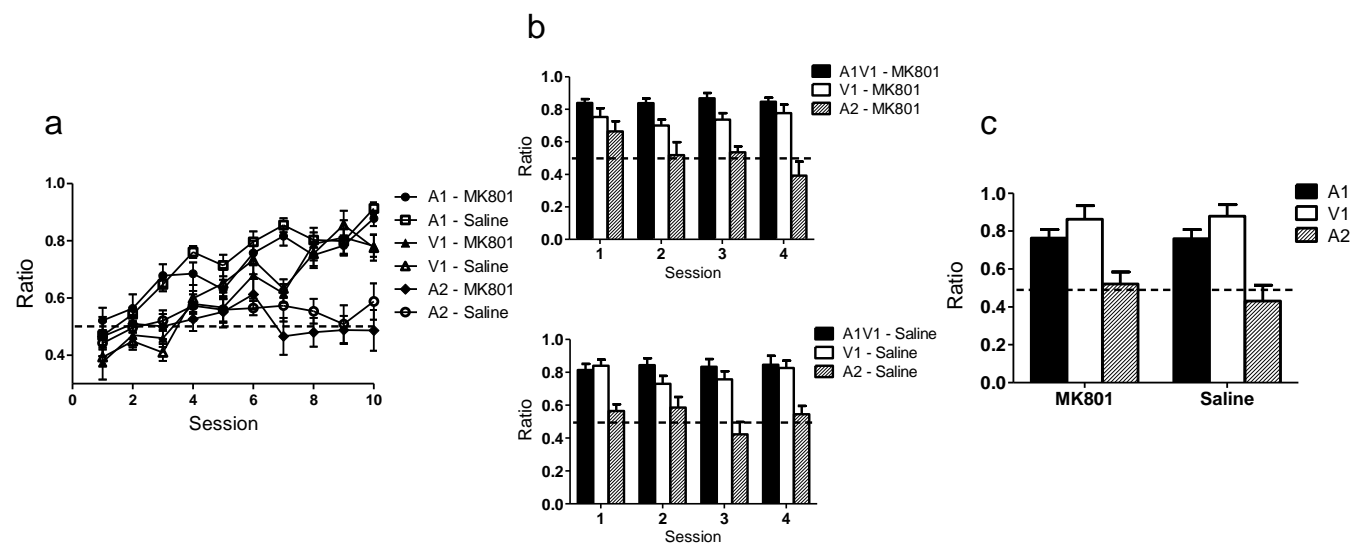 a
1.0
0.8
0.6
0.4
Ratio
0 2 4 6 8 10
Session
A1 - MK801
A1 - Saline
V1 - MK801
V1 - Saline
A2 - MK801
A2 - Saline
b
1.0
0.8
0.6
0.4
0.2
0.0
Ratio
1 2 3 4
Session
A1V1 - MK801
V1 - MK801
A2 - MK801
1.0
0.8
0.6
0.4
0.2
0.0
Ratio
1 2 3 4
Session
A1V1 - Saline
V1 - Saline
A2 - Saline
c
1.0
0.8
0.6
0.4
0.2
0.0
Ratio
MK801 Saline
A1
V1
A2